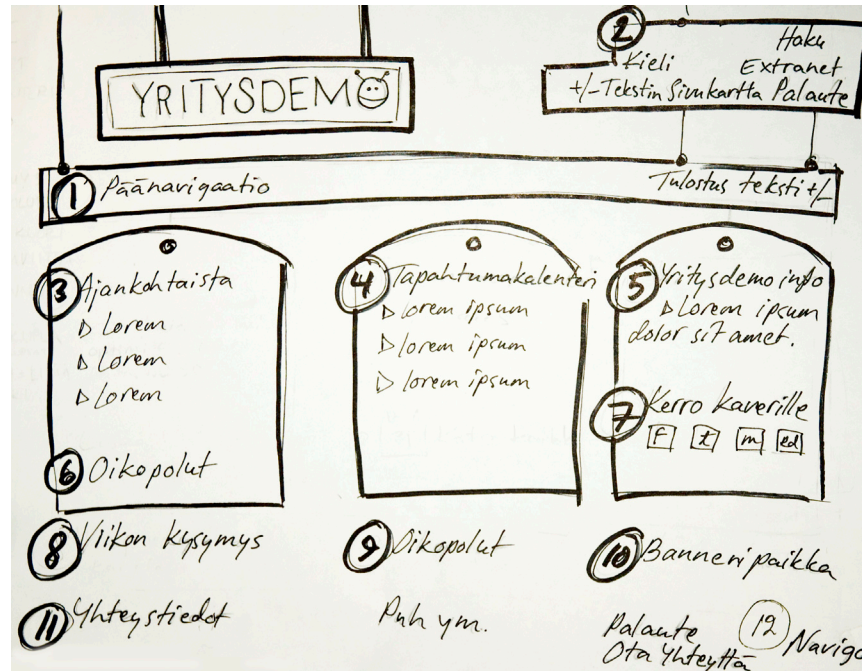 YRITYSDEMO
2 Haku
Kieli Extranet
+/- Tekstin Sivukartta Palaute
1 Päänavigaatio Tulostus teksti +/-
3 Ajankohtaista
▷ Lorem
▷ Lorem
▷ Lorem
6 Oikopolut
4 Tapahtumakalenteri
▷ lorem ipsum
▷ lorem ipsum
▷ lorem ipsum
5 Yritysdemo info
▷ Lorem ipsum
dolor sit amet.
7 Kerro kaverille
f t m ed
8 Viikon kysymys
9 Oikopolut
10 Banneripaikka
11 Yhteystiedot
Puh ym.
Palaute 12 Naviga
Ota Yhteyttä